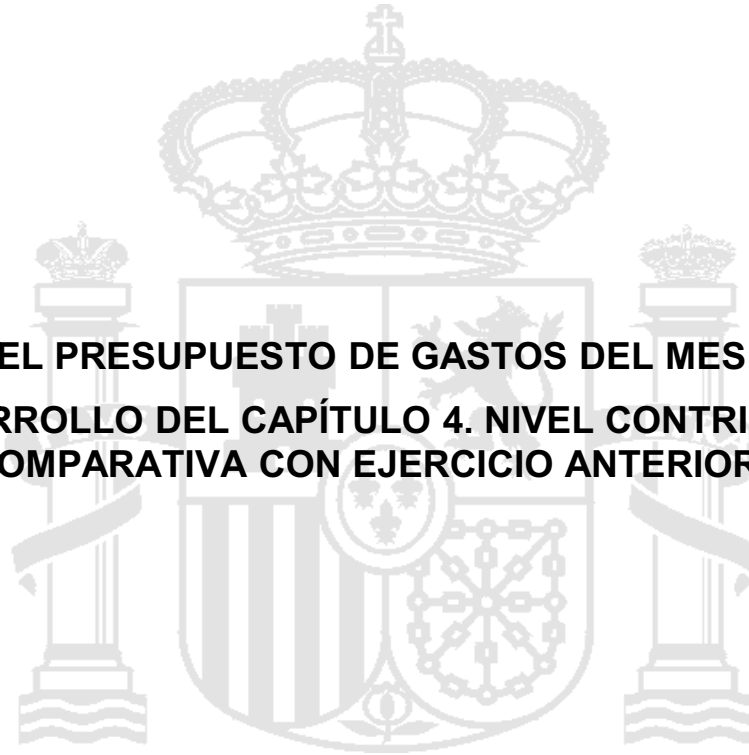 EL PRESUPUESTO DE GASTOS DEL MES
RROLLO DEL CAPÍTULO 4. NIVEL CONTRI
OMPARATIVA CON EJERCICIO ANTERIOR